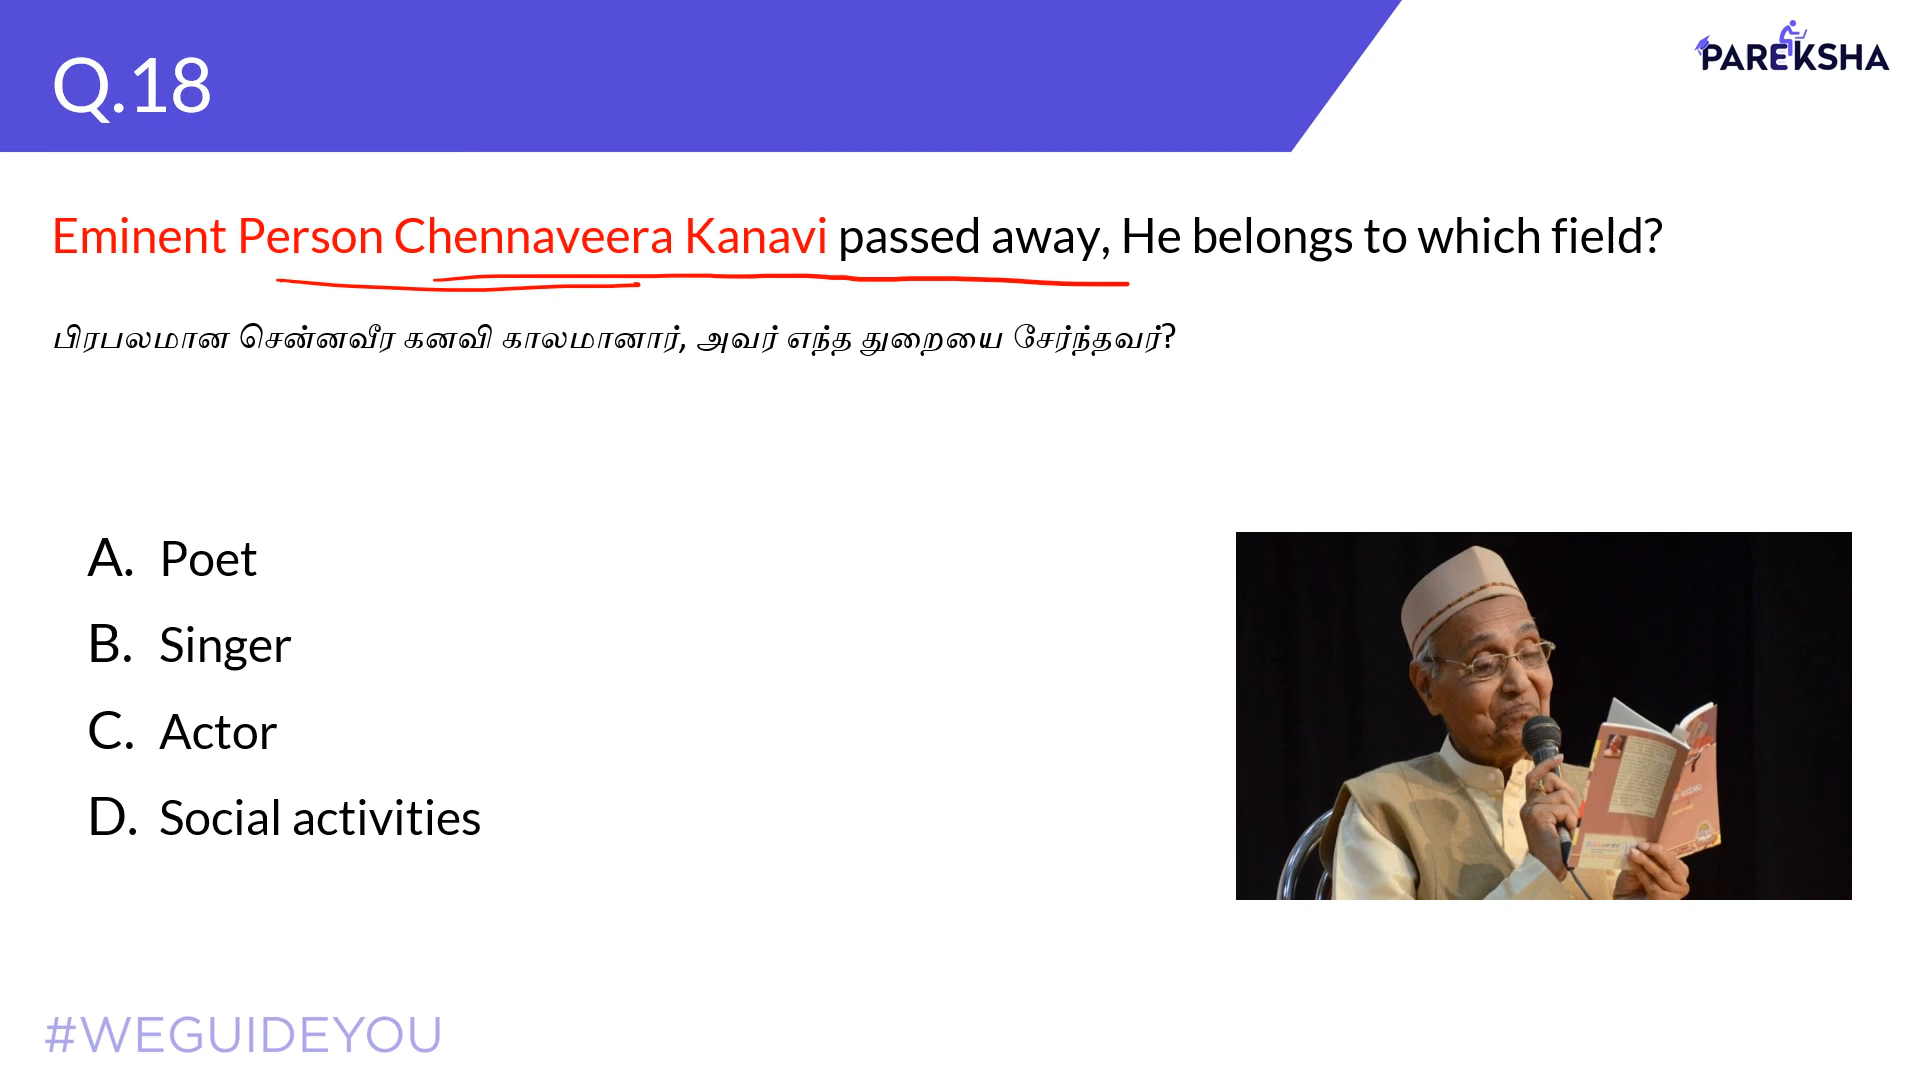 Q.18
PAREKSHA
Eminent Person Chennaveera Kanavi passed away, He belongs to which field?
பிரபலமான சென்னவீர கனவி காலமானார், அவர் எந்த துறையை சேர்ந்தவர்?
A. Poet
B. Singer
C. Actor
D. Social activities
#WEGUIDEYOU